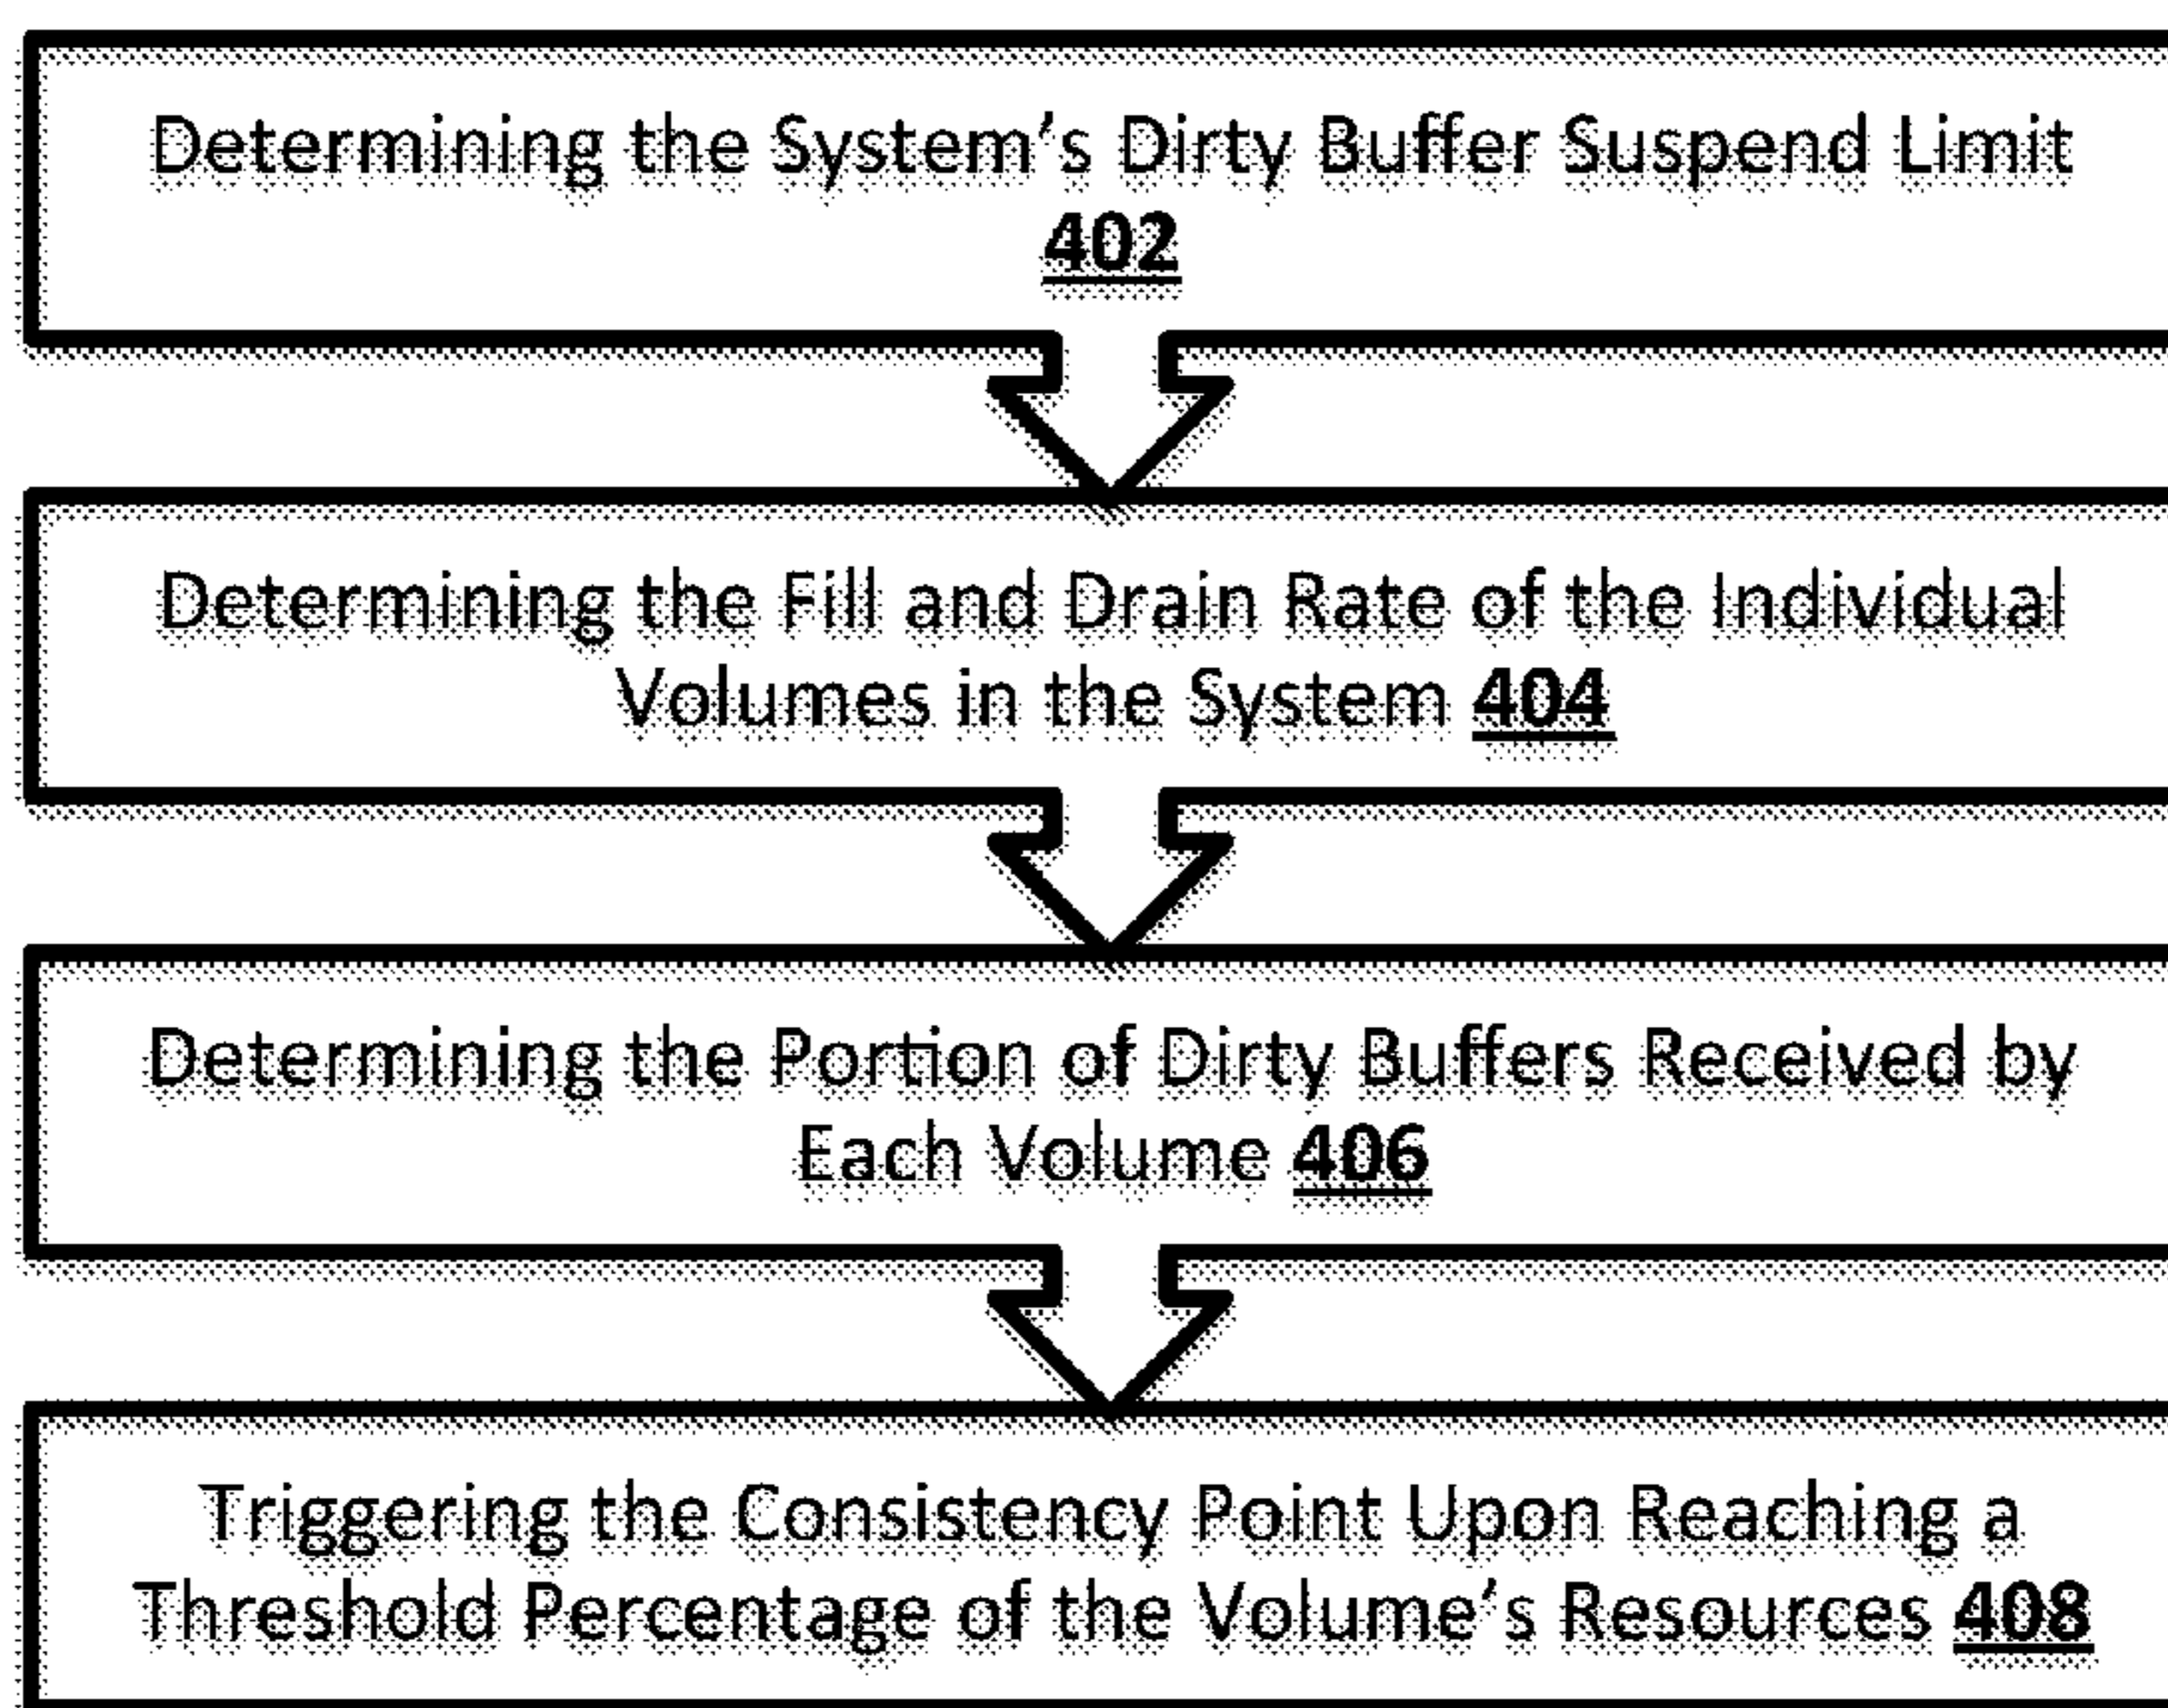 Determining the System's Dirty Buffer Suspend Limit
402
Determining the Fill and Drain Rate of the Individual
Volumes in the System 404
Determining the Portion of Dirty Buffers Received by
Each Volume 406
Triggering the Consistency Point Upon Reaching a
Threshold Percentage of the Volume's Resources 408